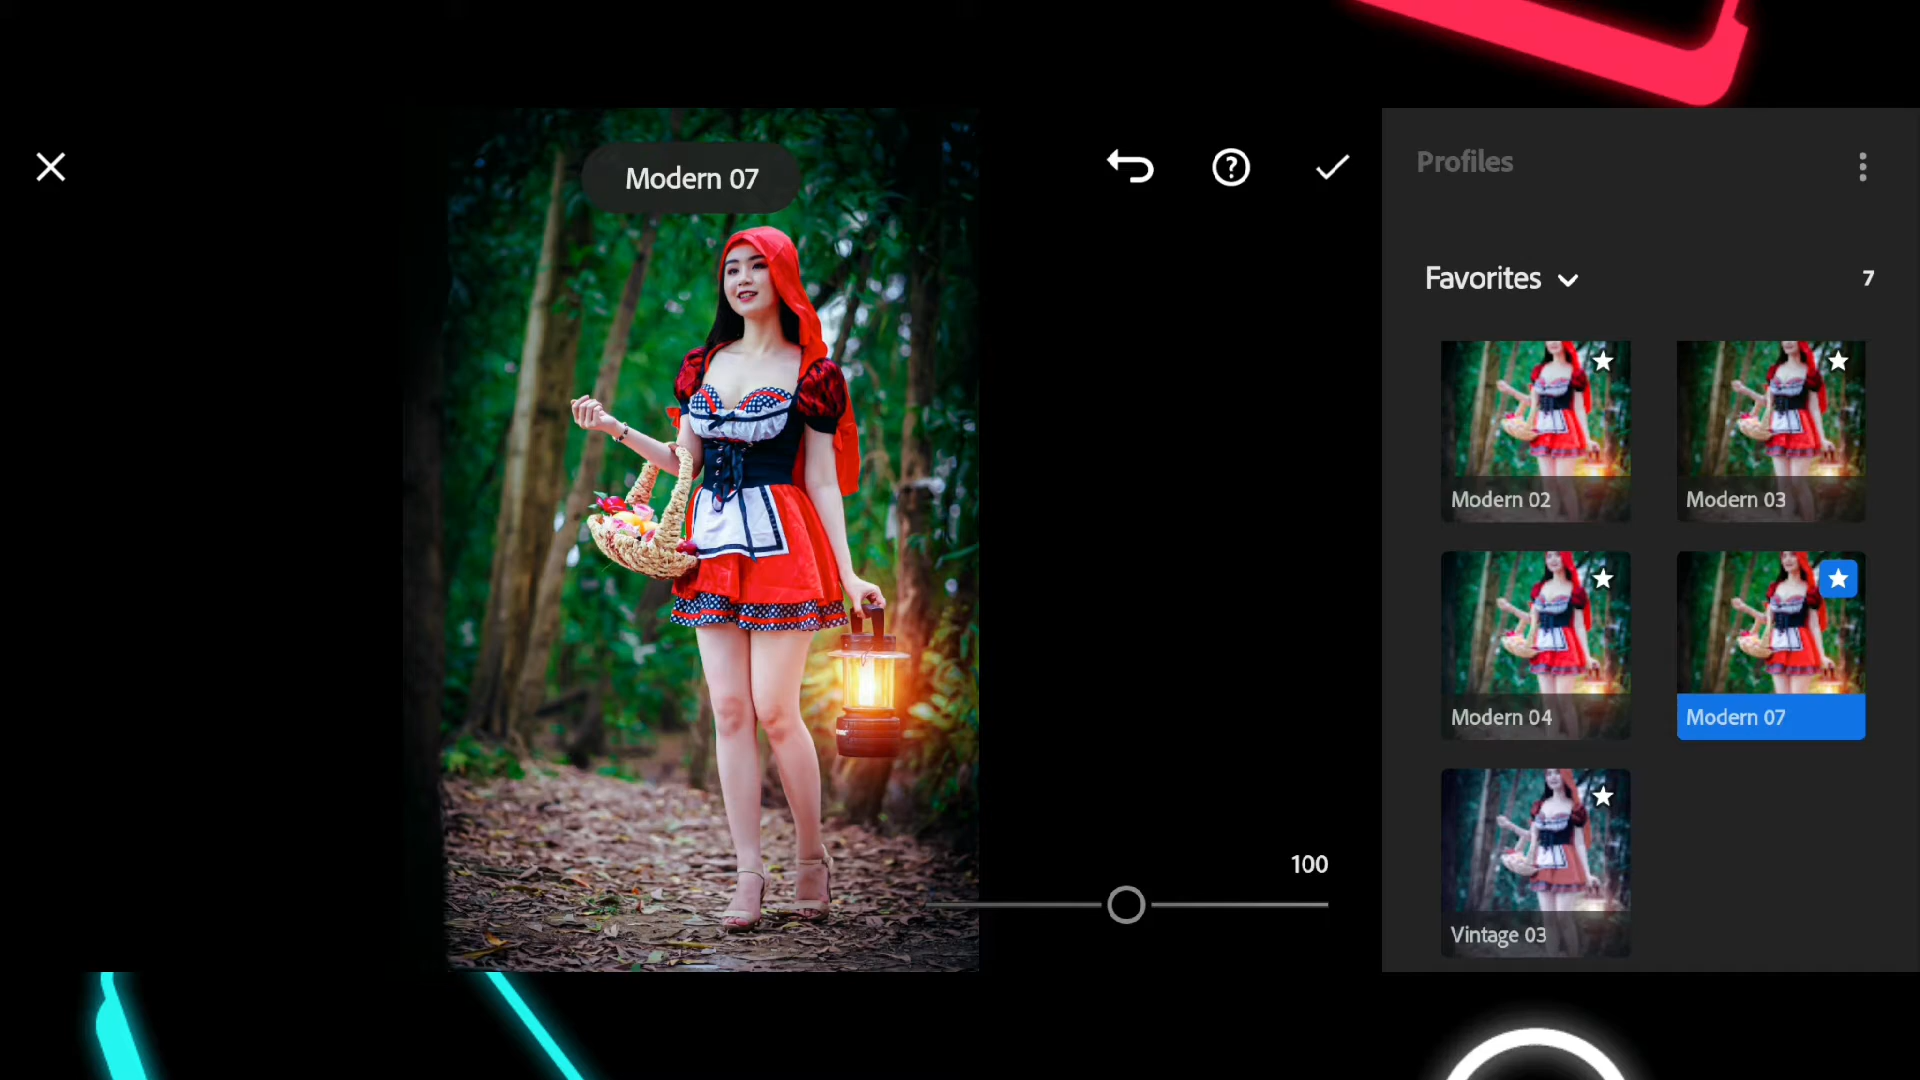 Modern 07
Profiles
Favorites
7
Modern 02
Modern 03
Modern 04
Modern 07
Vintage 03
100